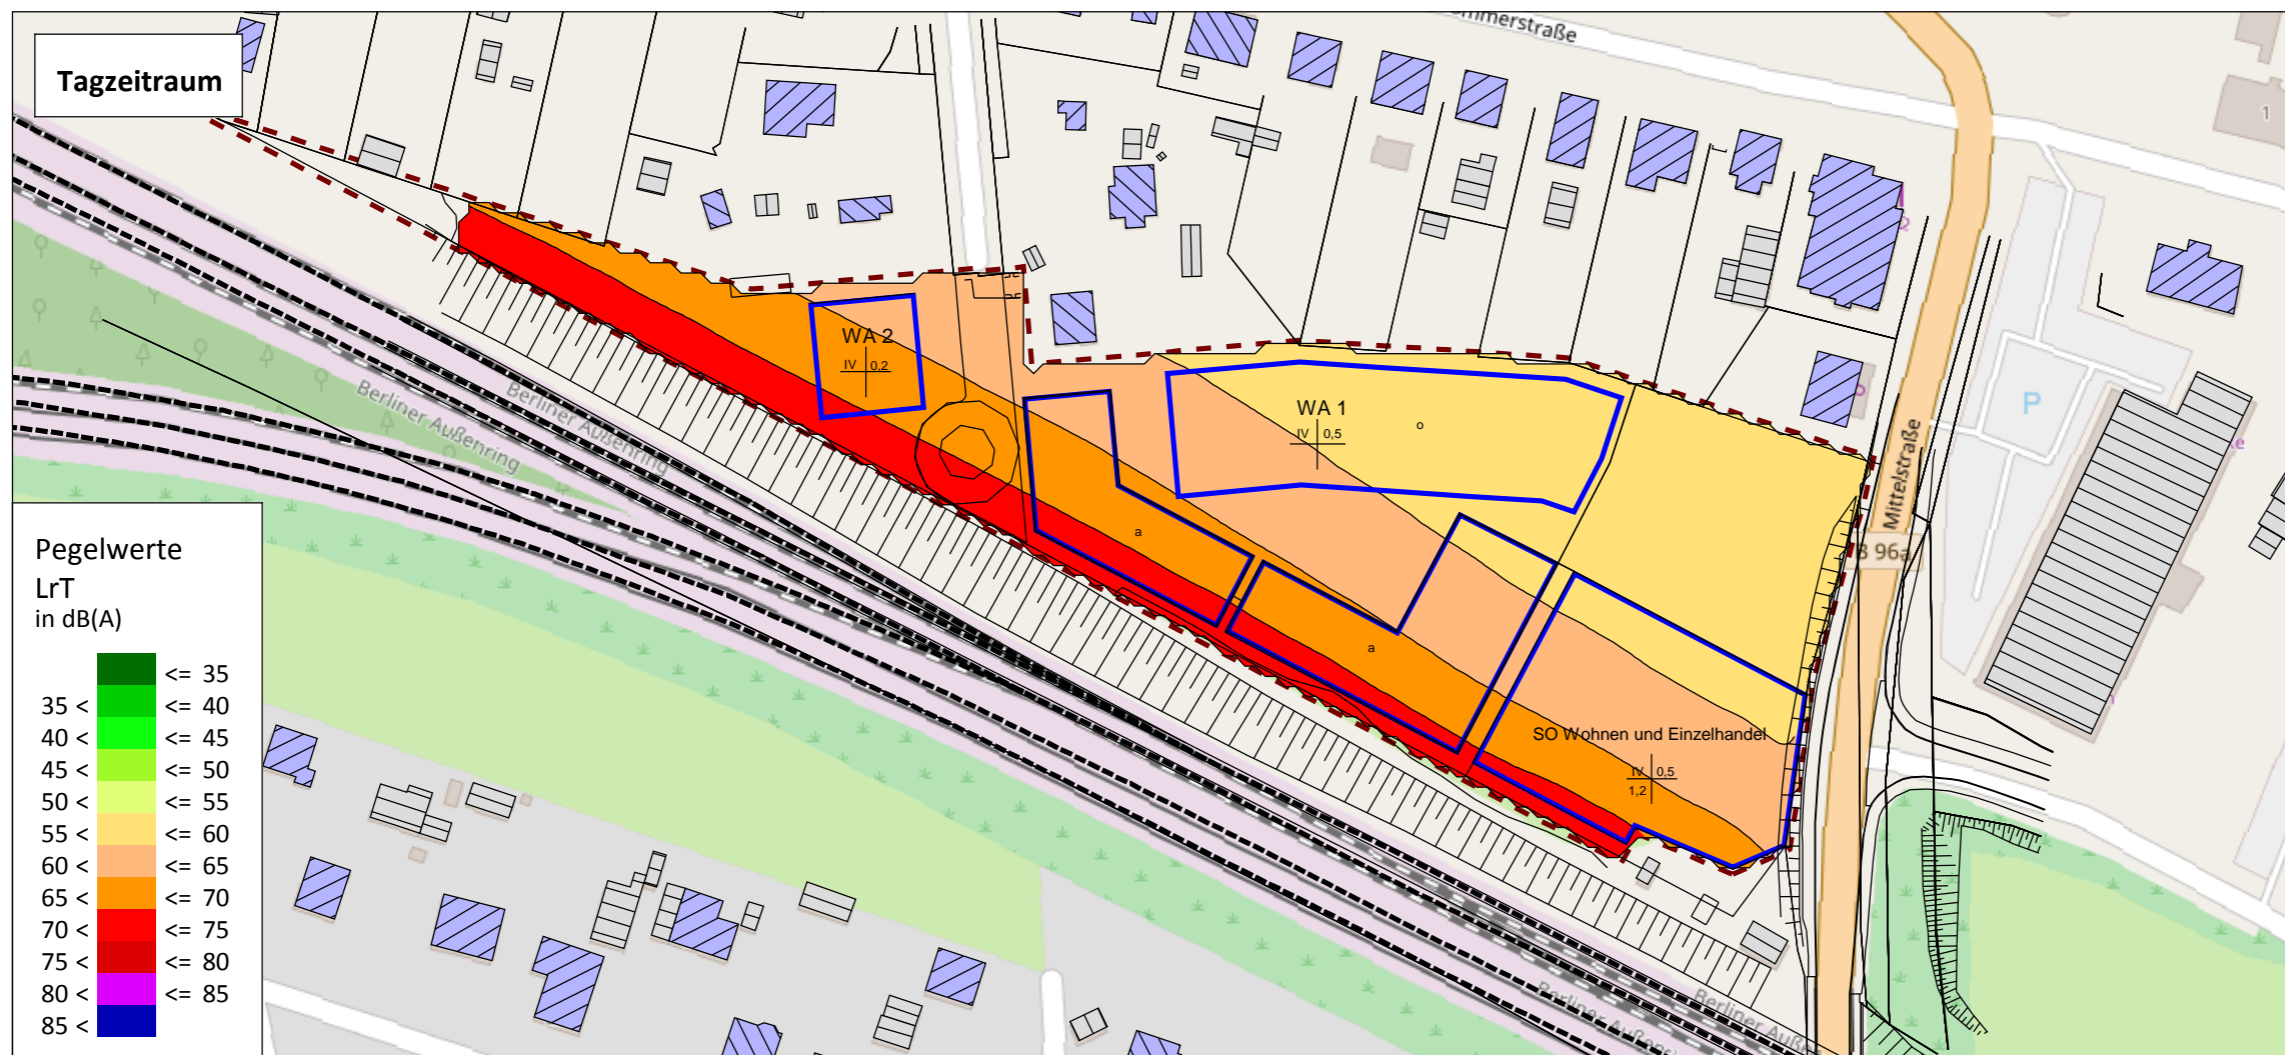 Tagzeitraum
1
WA 2
IV 0,2
WA 1
IV 0,5
o
P
Mittelstraße
B 96a
Berliner Außenring
Berliner Außenring
a
a
SO Wohnen und Einzelhandel
IV 0,5
1,2
Pegelwerte
LrT
in dB(A)
<= 35
35 < <= 40
40 < <= 45
45 < <= 50
50 < <= 55
55 < <= 60
60 < <= 65
65 < <= 70
70 < <= 75
75 < <= 80
80 < <= 85
85 <